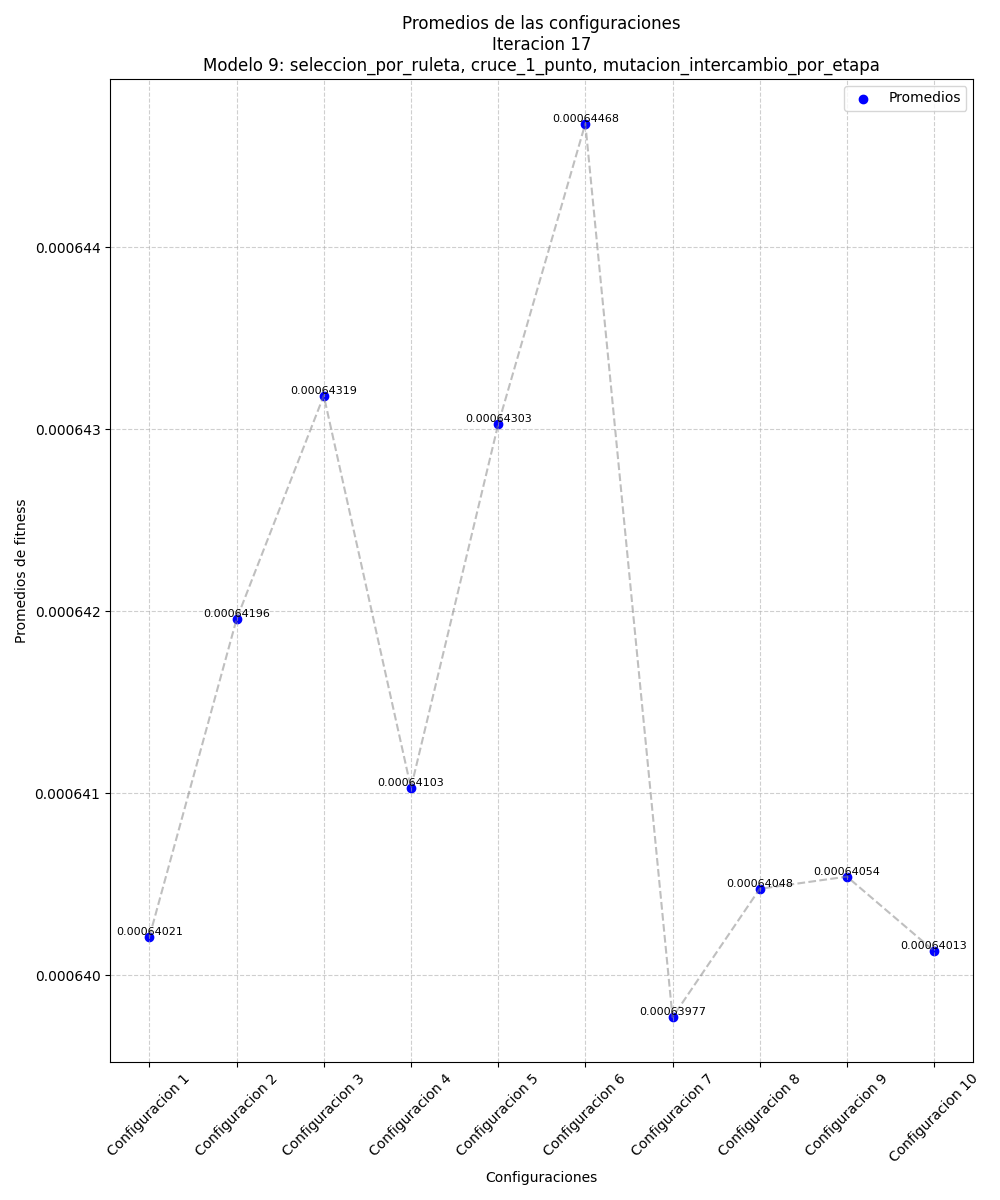 Promedios de las configuraciones
Iteracion 17
Modelo 9: seleccion_por_ruleta, cruce_1_punto, mutacion_intercambio_por_etapa
Promedios
0.00064468
0.000644
0.00064319
0.00064303
0.000643
0.00064196
0.000642
0.00064103
0.000641
0.00064054
0.00064048
0.00064021
0.00064013
0.000640
0.00063977
Promedios de fitness
Configuracion 1
Configuracion 2
Configuracion 3
Configuracion 4
Configuracion 5
Configuracion 6
Configuracion 7
Configuracion 8
Configuracion 9
Configuracion 10
Configuraciones